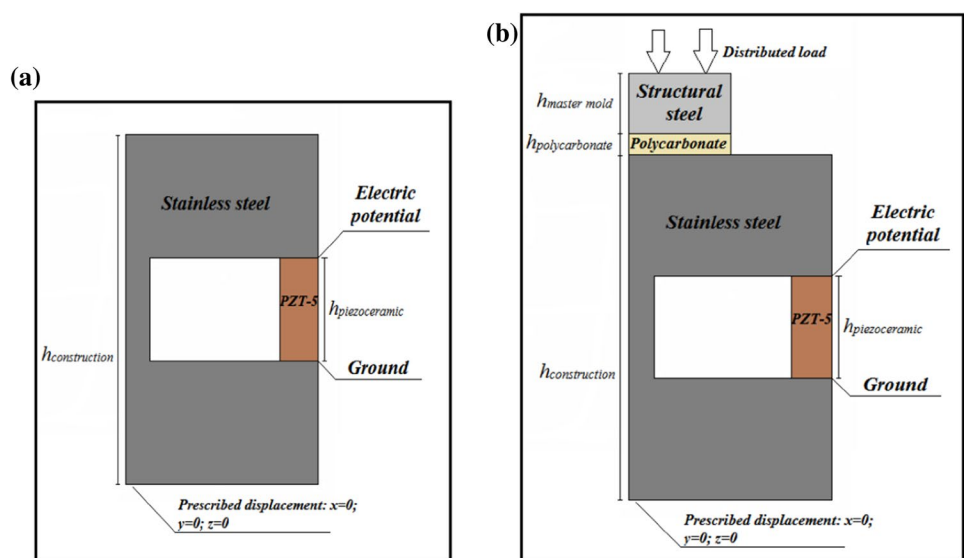 (a)
Stainless steel
Electric
potential
PZT-5
hpiezoceramic
hconstruction
Ground
Prescribed displacement: x=0;
y=0; z=0
(b)
Distributed load
hmaster mold
Structural
steel
hpolycarbonate
Polycarbonate
Stainless steel
Electric
potential
PZT-5
hpiezoceramic
hconstruction
Ground
Prescribed displacement: x=0;
y=0; z=0